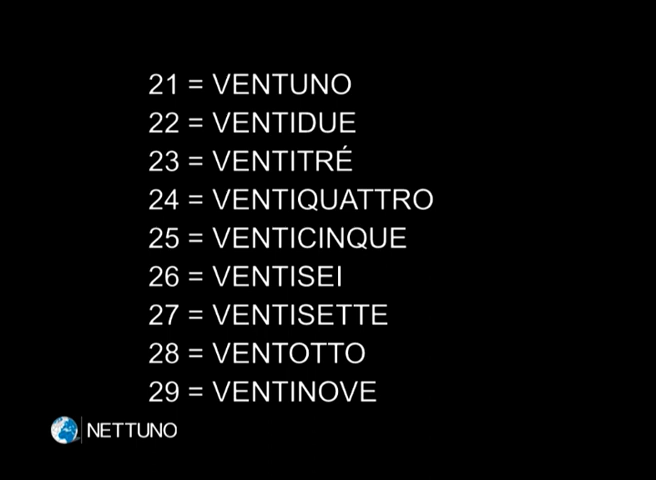 21 = VENTUNO
22 = VENTIDUE
23 = VENTITRÉ
24 = VENTIQUATTRO
25 = VENTICINQUE
26 = VENTISEI
27 = VENTISETTE
28 = VENTOTTO
29 = VENTINOVE
NETTUNO